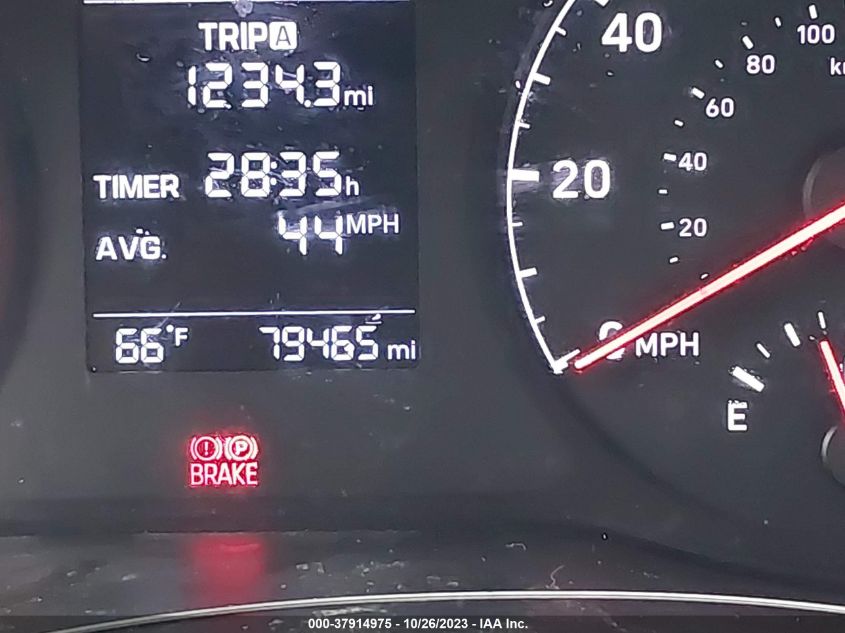 TRIP A
1234.3 mi
TIMER 28:35 h
AVG. 44 MPH
66°F 79465 mi
BRAKE
P
40
20
0 MPH
100
80
60
40
20
E
000-37914975 - 10/26/2023 - IAA Inc.